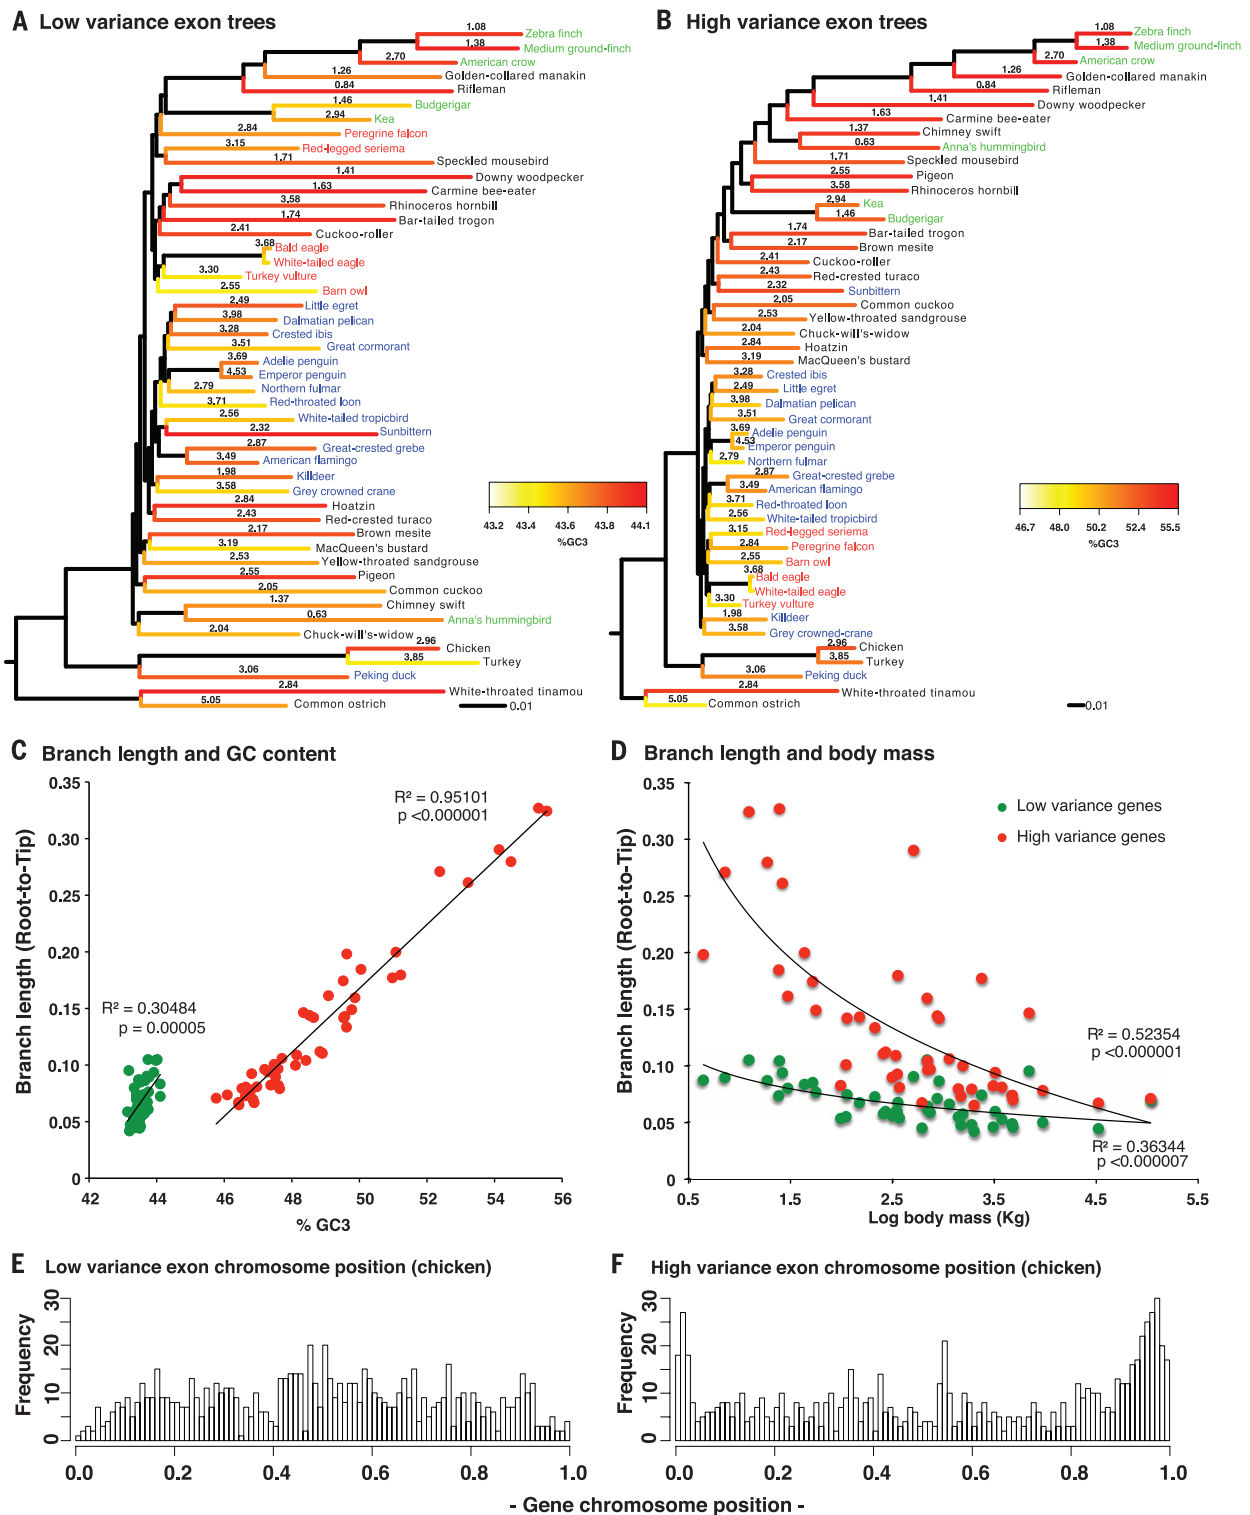 A Low variance exon trees
1.08
Zebra finch
1.38
Medium ground-finch
2.70
American crow
1.26
Golden-collared manakin
0.84
Rifleman
1.46
Budgerigar
2.94
Kea
2.84
Peregrine falcon
3.15
Red-legged seriema
1.71
Speckled mousebird
1.41
Downy woodpecker
1.63
Carmine bee-eater
3.58
Rhinoceros hornbill
1.74
Bar-tailed trogon
2.41
Cuckoo-roller
3.68
Bald eagle
White-tailed eagle
3.30
Turkey vulture
2.55
Barn owl
2.49
Little egret
3.98
Dalmatian pelican
3.28
Crested ibis
3.51
Great cormorant
3.69
Adelie penguin
4.53
Emperor penguin
2.79
Northern fulmar
3.71
Red-throated loon
2.56
White-tailed tropicbird
2.32
Sunbittern
2.87
Great-crested grebe
3.49
American flamingo
1.98
Killdeer
3.58
Grey crowned crane
2.84
Hoatzin
2.43
Red-crested turaco
2.17
Brown mesite
3.19
MacQueen's bustard
2.53
Yellow-throated sandgrouse
2.55
Pigeon
2.05
Common cuckoo
1.37
Chimney swift
0.63
Anna's hummingbird
2.04
Chuck-will's-widow
2.96
Chicken
3.85
Turkey
3.06
Peking duck
2.84
White-throated tinamou
5.05
Common ostrich
0.01
43.2 43.4 43.6 43.8 44.1
%GC3
B High variance exon trees
1.08
Zebra finch
1.38
Medium ground-finch
2.70
American crow
1.26
Golden-collared manakin
0.84
Rifleman
1.41
Downy woodpecker
1.63
Carmine bee-eater
1.37
Chimney swift
0.63
Anna's hummingbird
1.71
Speckled mousebird
2.55
Pigeon
3.58
Rhinoceros hornbill
2.94
Kea
1.46
Budgerigar
1.74
Bar-tailed trogon
2.17
Brown mesite
2.41
Cuckoo-roller
2.43
Red-crested turaco
2.32
Sunbittern
2.05
Common cuckoo
2.53
Yellow-throated sandgrouse
2.04
Chuck-will's-widow
2.84
Hoatzin
3.19
MacQueen's bustard
3.28
Crested ibis
2.49
Little egret
3.98
Dalmatian pelican
3.51
Great cormorant
3.69
Adelie penguin
4.53
Emperor penguin
2.79
Northern fulmar
2.87
Great-crested grebe
3.49
American flamingo
3.71
Red-throated loon
2.56
White-tailed tropicbird
3.15
Red-legged seriema
2.84
Peregrine falcon
2.55
Barn owl
3.68
Bald eagle
White-tailed eagle
3.30
Turkey vulture
1.98
Killdeer
3.58
Grey crowned-crane
2.96
Chicken
3.85
Turkey
3.06
Peking duck
2.84
White-throated tinamou
5.05
Common ostrich
0.01
46.7 48.0 50.2 52.4 55.5
%GC3
C Branch length and GC content
Branch length (Root-to-Tip)
0.35
0.30
0.25
0.20
0.15
0.10
0.05
0
R² = 0.95101
p <0.000001
R² = 0.30484
p = 0.00005
42 44 46 48 50 52 54 56
% GC3
D Branch length and body mass
Branch length (Root-to-Tip)
0.35
0.30
0.25
0.20
0.15
0.10
0.05
0
Low variance genes
High variance genes
R² = 0.52354
p <0.000001
R² = 0.36344
p <0.000007
0.5 1.5 2.5 3.5 4.5 5.5
Log body mass (Kg)
E Low variance exon chromosome position (chicken)
Frequency
30
20
10
0
0.0 0.2 0.4 0.6 0.8 1.0
F High variance exon chromosome position (chicken)
Frequency
30
20
10
0
0.0 0.2 0.4 0.6 0.8 1.0
- Gene chromosome position -